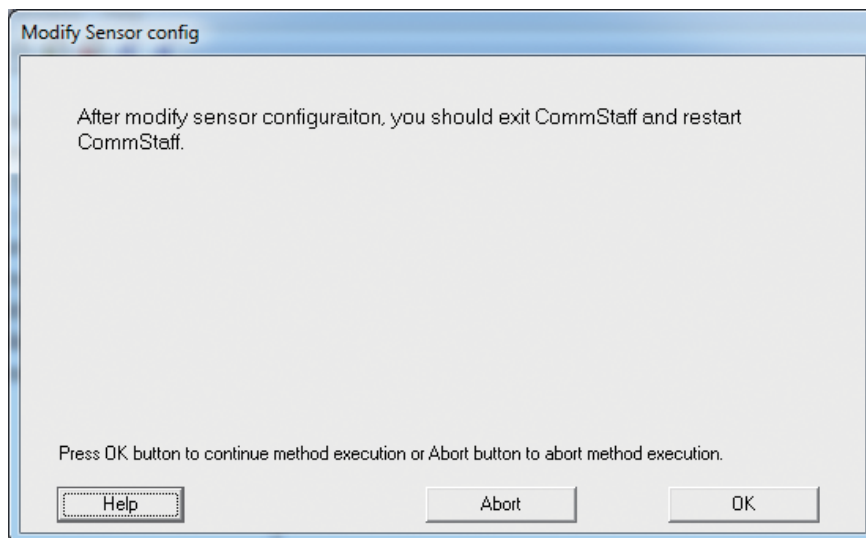 Modify Sensor config
After modify sensor configuraiton, you should exit CommStaff and restart
CommStaff.
Press OK button to continue method execution or Abort button to abort method execution.
Help Abort OK